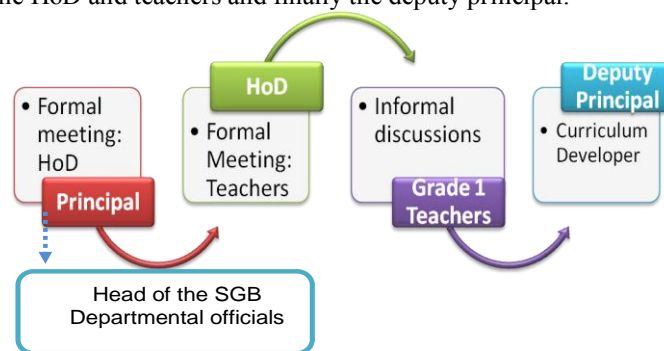 the HoD and teachers and finally the deputy principal.
• Formal
meeting:
HoD
Principal
HoD
• Formal
Meeting:
Teachers
• Informal
discussions
Grade 1
Teachers
Deputy
Principal
• Curriculum
Developer
Head of the SGB
Departmental officials